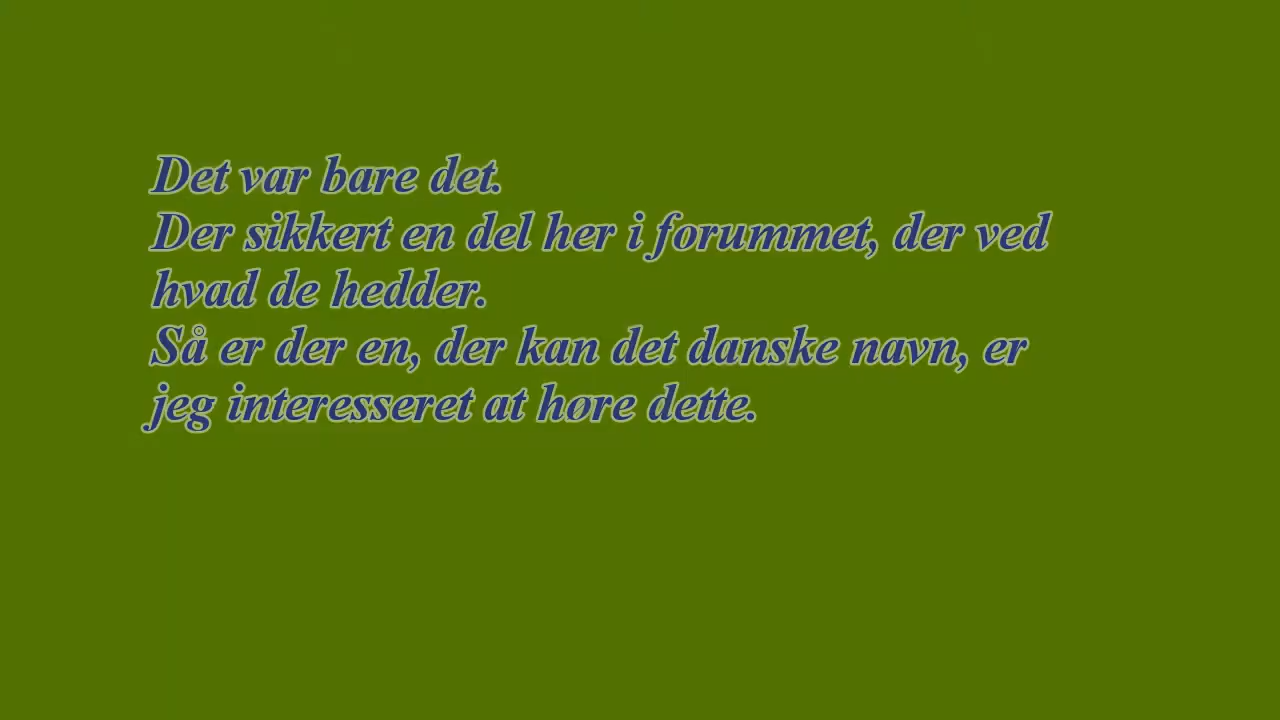 Det var bare det.
Der sikkert en del her i forummet, der ved
hvad de hedder.
Så er der en, der kan det danske navn, er
jeg interesseret at høre dette.